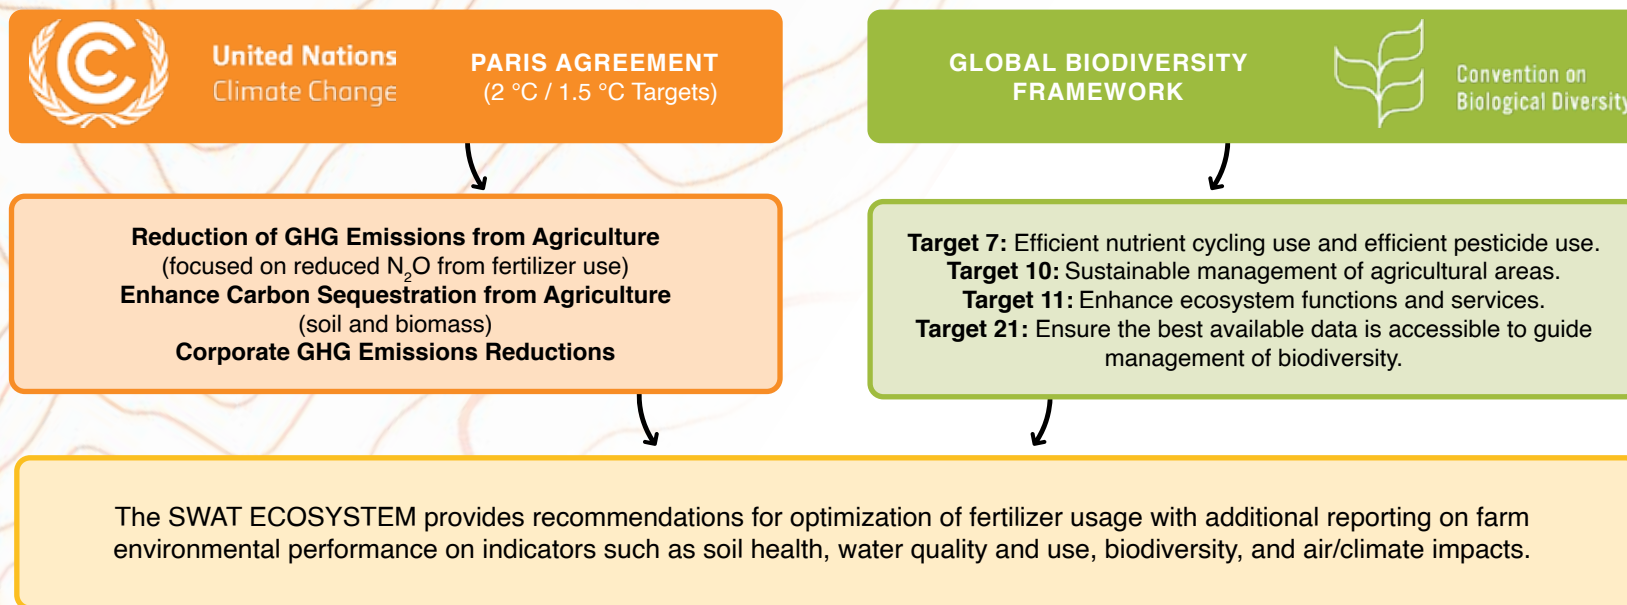 United Nations
Climate Change
PARIS AGREEMENT
(2 °C / 1.5 °C Targets)
GLOBAL BIODIVERSITY
FRAMEWORK
Convention on
Biological Diversity
Reduction of GHG Emissions from Agriculture
(focused on reduced N₂O from fertilizer use)
Enhance Carbon Sequestration from Agriculture
(soil and biomass)
Corporate GHG Emissions Reductions
Target 7: Efficient nutrient cycling use and efficient pesticide use.
Target 10: Sustainable management of agricultural areas.
Target 11: Enhance ecosystem functions and services.
Target 21: Ensure the best available data is accessible to guide
management of biodiversity.
The SWAT ECOSYSTEM provides recommendations for optimization of fertilizer usage with additional reporting on farm
environmental performance on indicators such as soil health, water quality and use, biodiversity, and air/climate impacts.